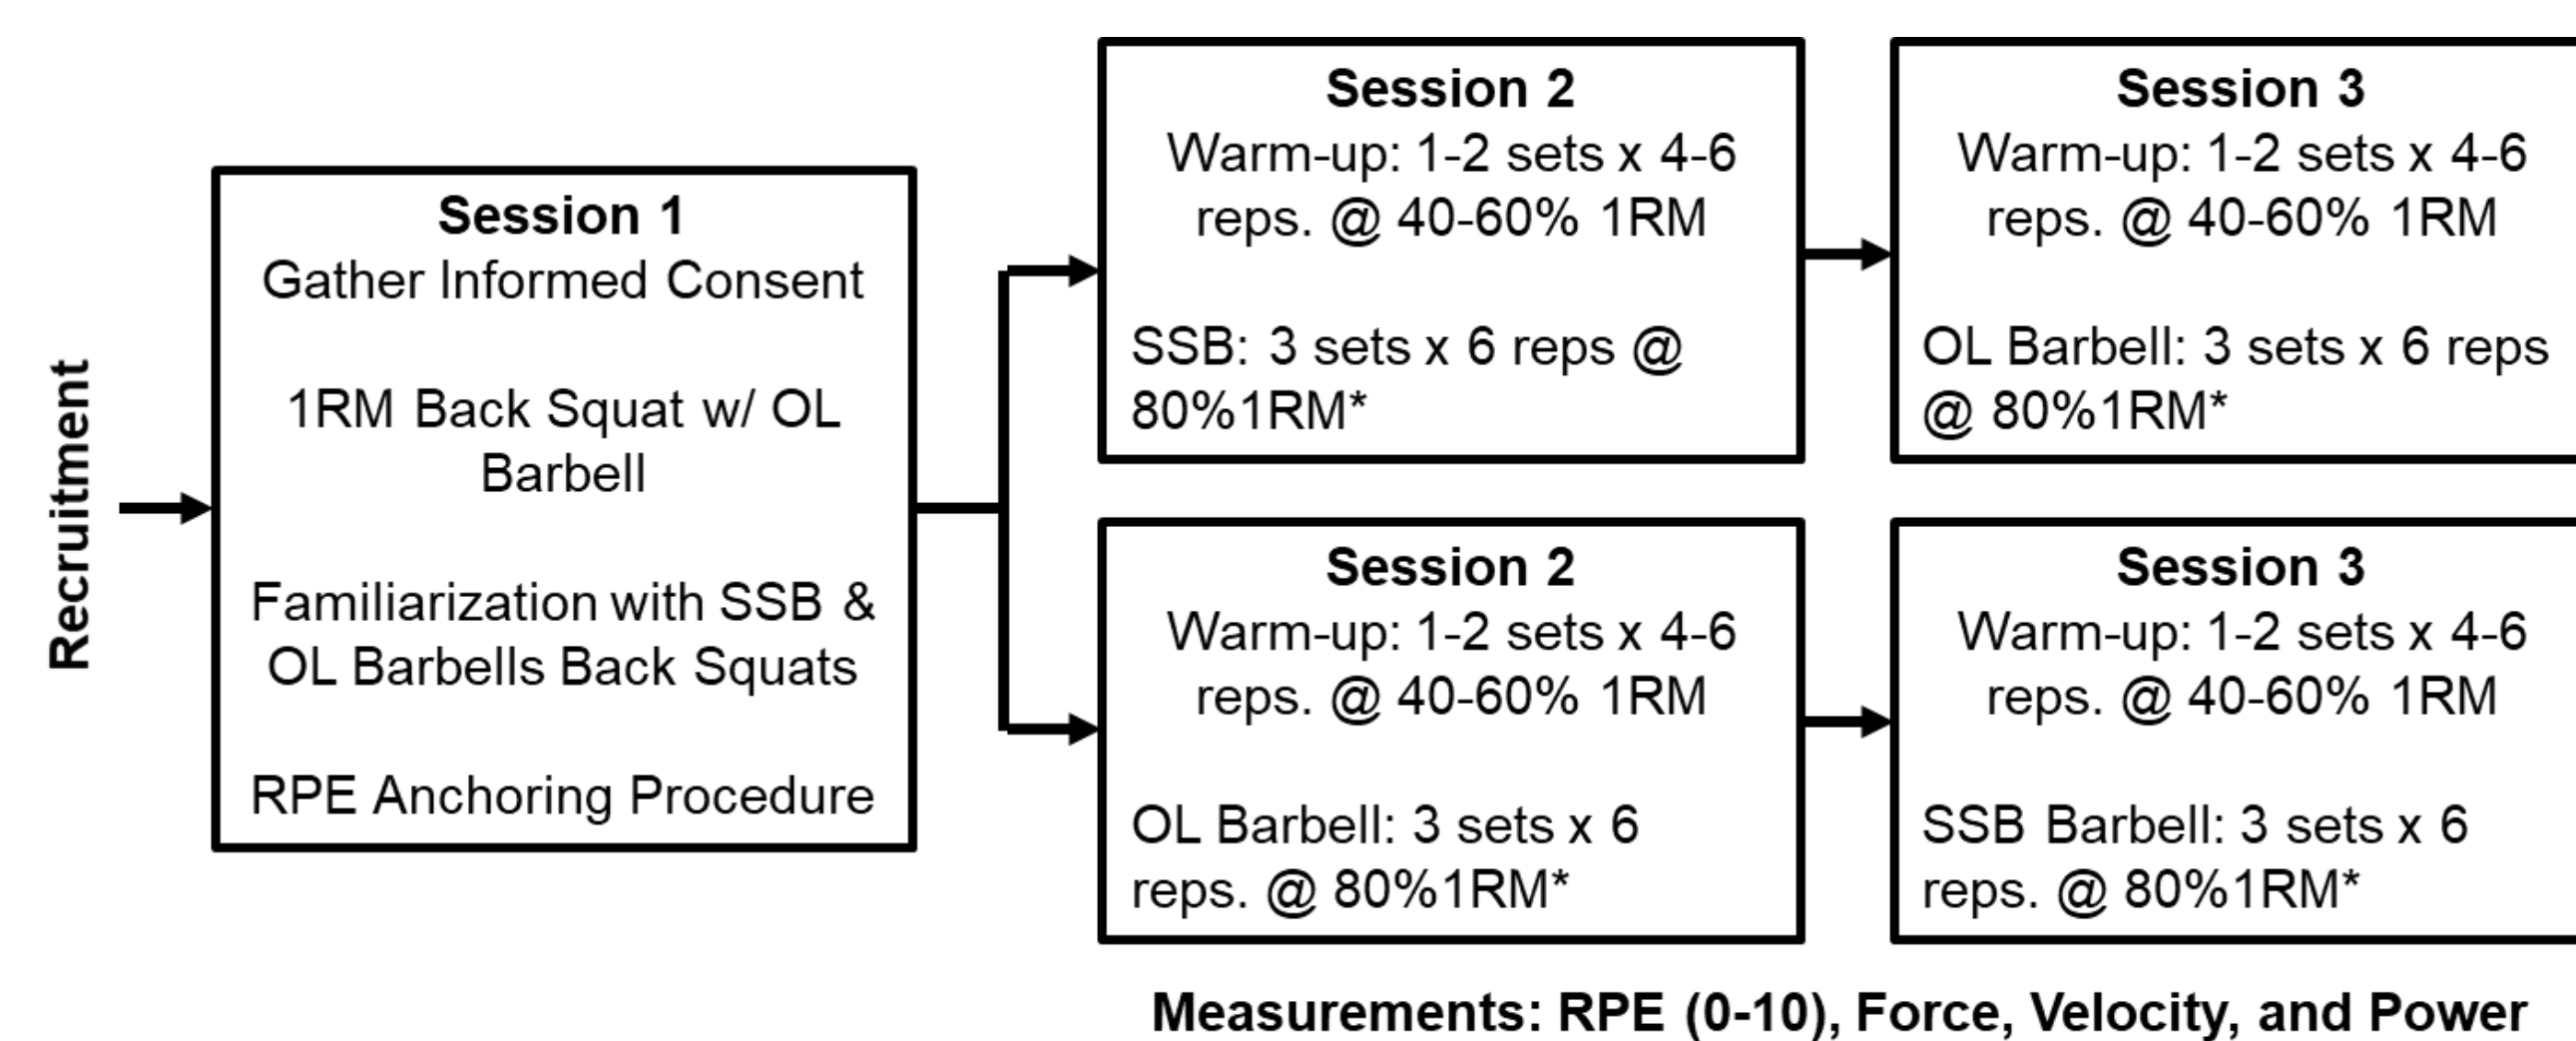 Recruitment
Session 1
Gather Informed Consent
1RM Back Squat w/ OL
Barbell
Familiarization with SSB &
OL Barbells Back Squats
RPE Anchoring Procedure
Session 2
Warm-up: 1-2 sets x 4-6
reps. @ 40-60% 1RM
SSB: 3 sets x 6 reps @
80%1RM*
Session 3
Warm-up: 1-2 sets x 4-6
reps. @ 40-60% 1RM
OL Barbell: 3 sets x 6 reps
@ 80%1RM*
Session 2
Warm-up: 1-2 sets x 4-6
reps. @ 40-60% 1RM
OL Barbell: 3 sets x 6
reps. @ 80%1RM*
Session 3
Warm-up: 1-2 sets x 4-6
reps. @ 40-60% 1RM
SSB Barbell: 3 sets x 6
reps. @ 80%1RM*
Measurements: RPE (0-10), Force, Velocity, and Power